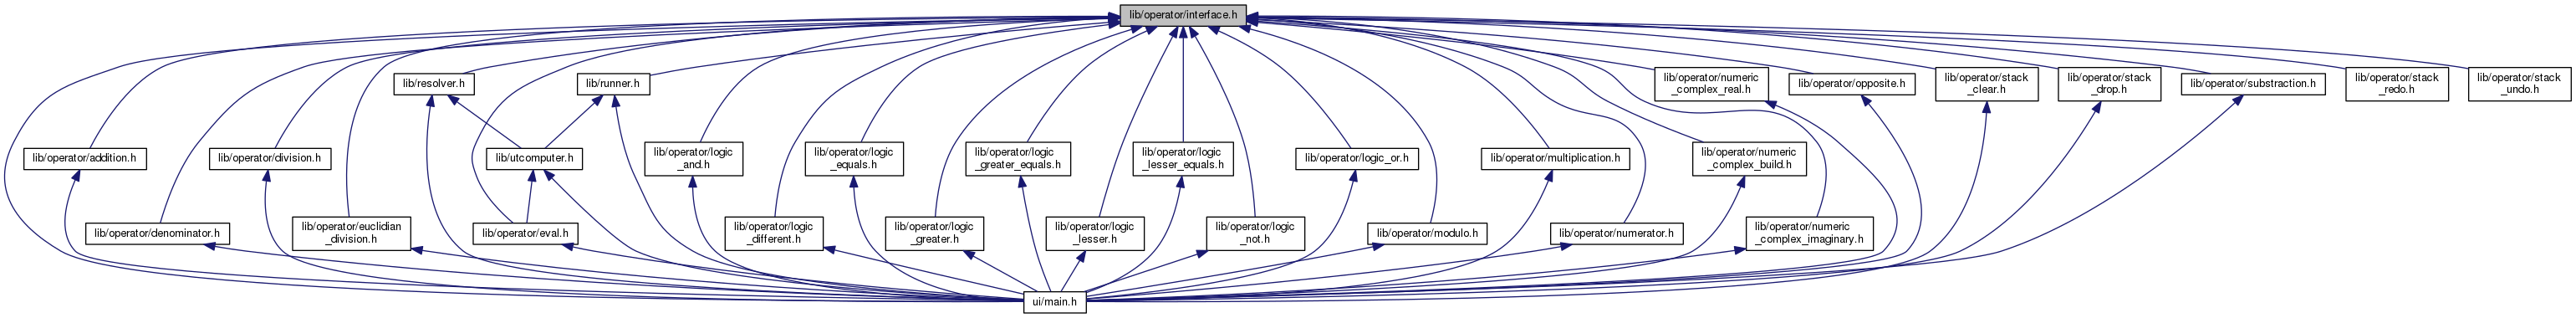 lib/operator/interface.h
lib/resolver.h
lib/runner.h
lib/operator/numeric
_complex_real.h
lib/operator/opposite.h
lib/operator/stack
_clear.h
lib/operator/stack
_drop.h
lib/operator/substraction.h
lib/operator/stack
_redo.h
lib/operator/stack
_undo.h
lib/operator/addition.h
lib/operator/division.h
lib/utcomputer.h
lib/operator/logic
_and.h
lib/operator/logic
_equals.h
lib/operator/logic
_greater_equals.h
lib/operator/logic
_lesser_equals.h
lib/operator/logic_or.h
lib/operator/multiplication.h
lib/operator/numeric
_complex_build.h
lib/operator/denominator.h
lib/operator/euclidian
_division.h
lib/operator/eval.h
lib/operator/logic
_different.h
lib/operator/logic
_greater.h
lib/operator/logic
_lesser.h
lib/operator/logic
_not.h
lib/operator/modulo.h
lib/operator/numerator.h
lib/operator/numeric
_complex_imaginary.h
ui/main.h